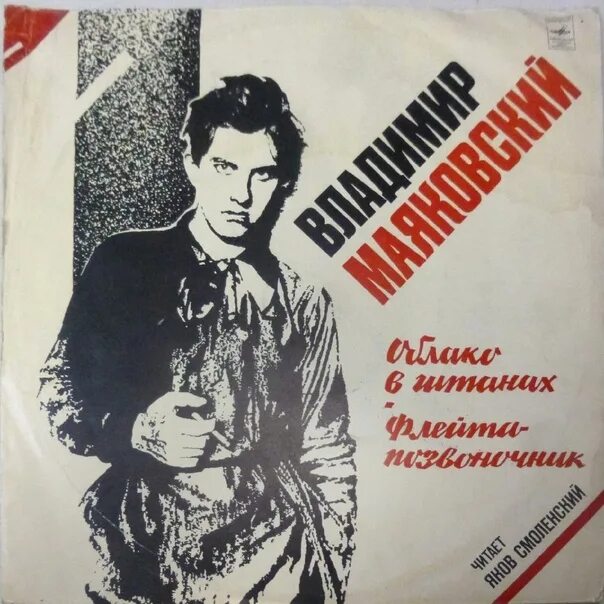 ВЛАДИМИР
МАЯКОВСКИЙ
Облако
в штанах
-
Флейта-
позвоночник
ЧИТАЕТ
ЯКОВ СМОЛЕНСКИЙ